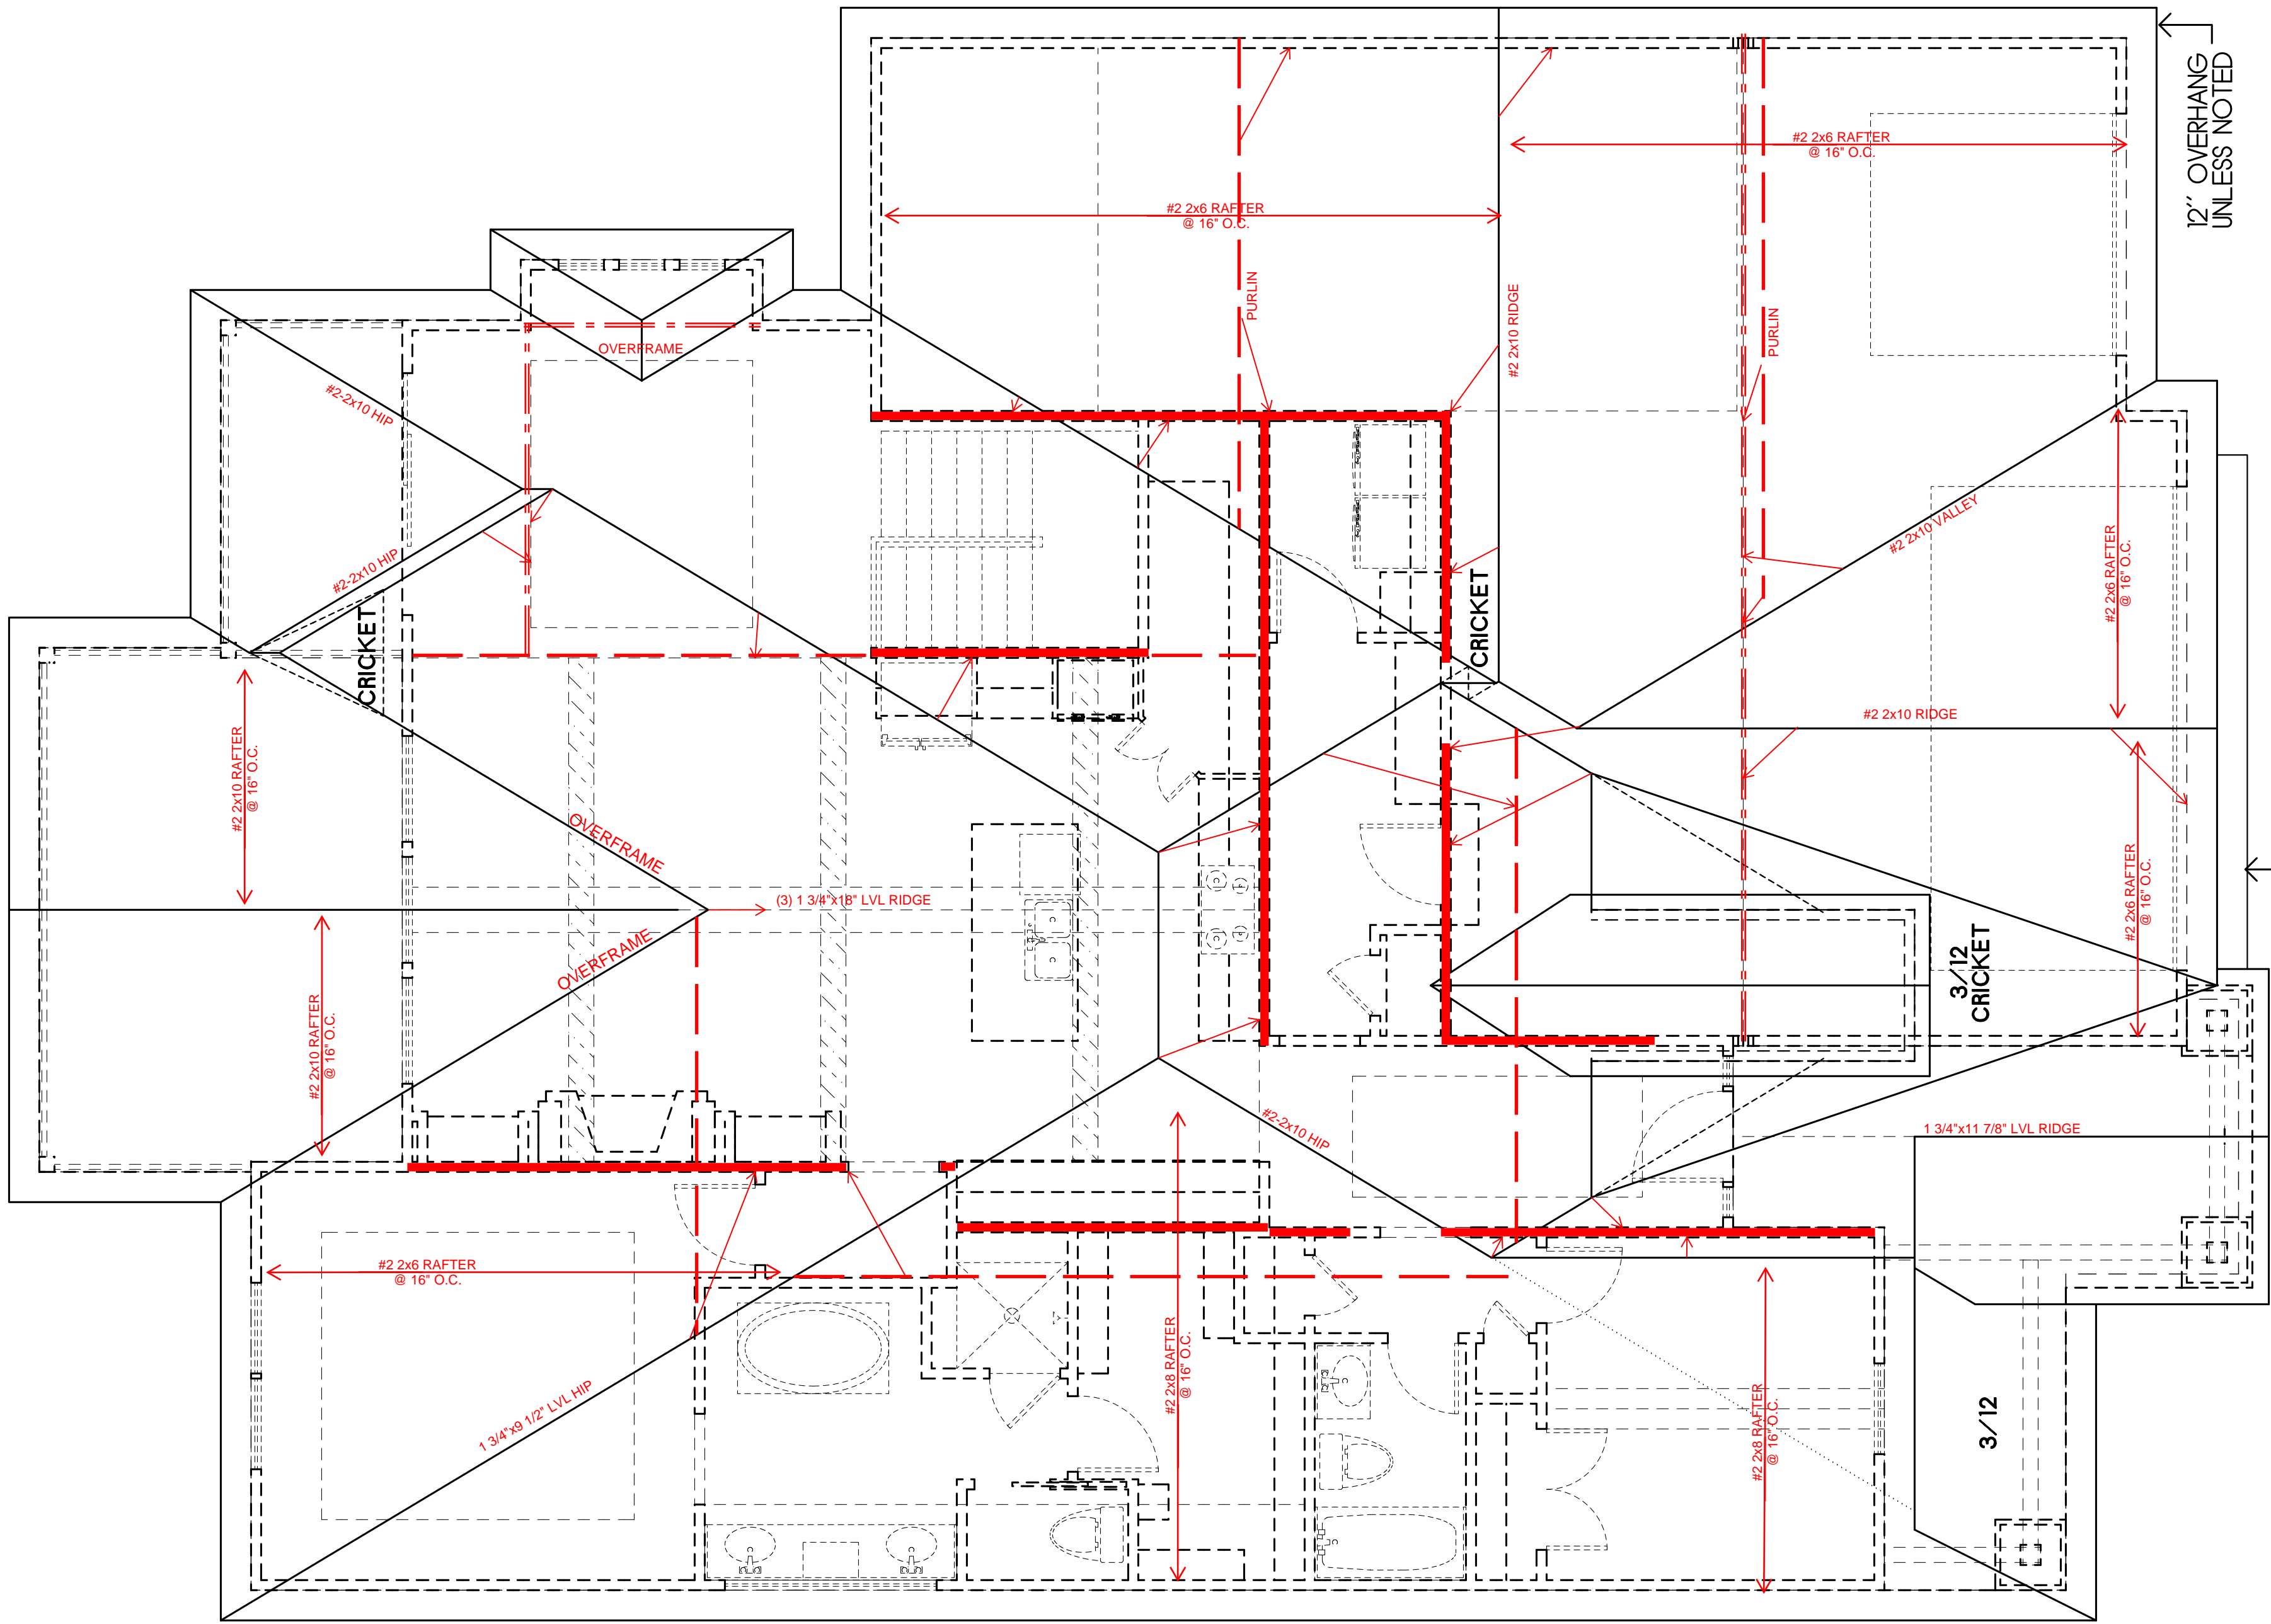 12" OVERHANG
UNLESS NOTED
#2 2x6 RAFTER
@ 16" O.C.
#2 2x6 RAFTER
@ 16" O.C.
PURLIN
#2 2x10 RIDGE
PURLIN
OVERFRAME
#2-2x10 HIP
#2-2x10 HIP
CRICKET
#2 2x10 VALLEY
#2 2x6 RAFTER
@ 16" O.C.
CRICKET
#2 2x10 RIDGE
#2 2x10 RAFTER
@ 16" O.C.
OVERFRAME
(3) 1 3/4"x18" LVL RIDGE
OVERFRAME
#2 2x6 RAFTER
@ 16" O.C.
3/12
CRICKET
#2 2x10 RAFTER
@ 16" O.C.
#2-2x10 HIP
1 3/4"x11 7/8" LVL RIDGE
#2 2x6 RAFTER
@ 16" O.C.
#2 2x8 RAFTER
@ 16" O.C.
1 3/4"x9 1/2" LVL HIP
#2 2x8 RAFTER
@ 16" O.C.
3/12